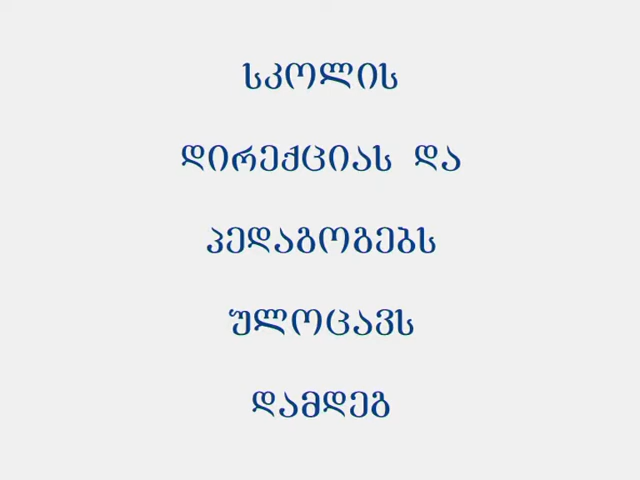 სკოლის
დირექციას და
პედაგოგებს
ულოცავს
დამდეგ